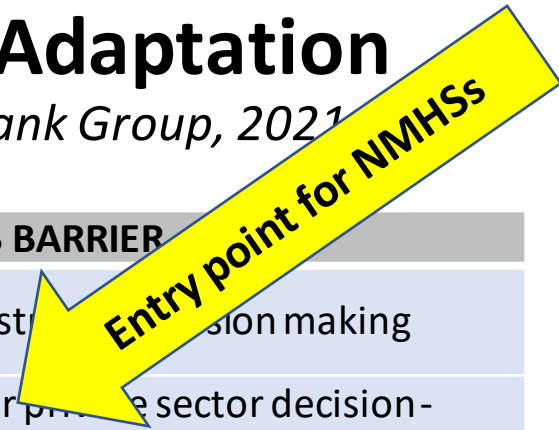 Adaptation
ank Group, 2021
BARRIER
Entry point for NMHSs
sion making
sector decision-